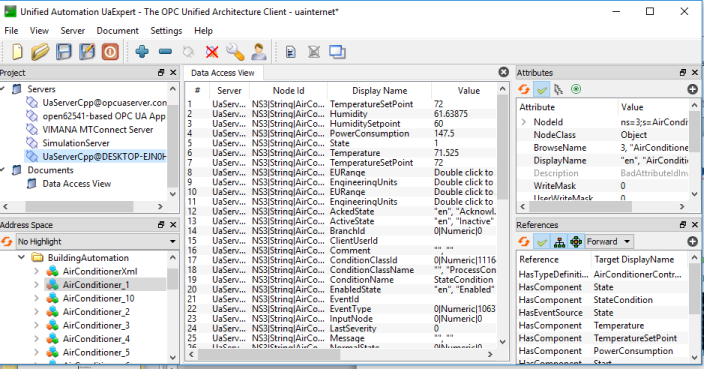 Unified Automation UaExpert - The OPC Unified Architecture Client - uainternet*
File View Server Document Settings Help
Project
Servers
UaServerCpp@opcuaserver.com
open62541-based OPC UA App
VIMANA MTConnect Server
SimulationServer
UaServerCpp@DESKTOP-EJN0H
Documents
Data Access View
Address Space
No Highlight
BuildingAutomation
AirConditionerXml
AirConditioner_1
AirConditioner_10
AirConditioner_2
AirConditioner_3
AirConditioner_4
AirConditioner_5
Data Access View
# Server Node Id Display Name Value
1 UaServ... NS3|String|AirCo... TemperatureSetPoint 72
2 UaServ... NS3|String|AirCo... Humidity 61.63875
3 UaServ... NS3|String|AirCo... HumiditySetpoint 60
4 UaServ... NS3|String|AirCo... PowerConsumption 147.5
5 UaServ... NS3|String|AirCo... State 1
6 UaServ... NS3|String|AirCo... Temperature 71.525
7 UaServ... NS3|String|AirCo... TemperatureSetPoint 72
8 UaServ... NS3|String|AirCo... EURange Double click to
9 UaServ... NS3|String|AirCo... EngineeringUnits Double click to
10 UaServ... NS3|String|AirCo... EURange Double click to
11 UaServ... NS3|String|AirCo... EngineeringUnits Double click to
12 UaServ... NS3|String|AirCo... AckedState "en", "Acknowl
13 UaServ... NS3|String|AirCo... ActiveState "en", "Inactive"
14 UaServ... NS3|String|AirCo... BranchId 0|Numeric|0
15 UaServ... NS3|String|AirCo... ClientUserId
16 UaServ... NS3|String|AirCo... Comment "", ""
17 UaServ... NS3|String|AirCo... ConditionClassId 0|Numeric|1116
18 UaServ... NS3|String|AirCo... ConditionClassName "", "ProcessCon
19 UaServ... NS3|String|AirCo... ConditionName StateCondition
20 UaServ... NS3|String|AirCo... EnabledState "en", "Enabled"
21 UaServ... NS3|String|AirCo... EventId
22 UaServ... NS3|String|AirCo... EventType 0|Numeric|1063
23 UaServ... NS3|String|AirCo... InputNode 0|Numeric|0
24 UaServ... NS3|String|AirCo... LastSeverity 0
25 UaServ... NS3|String|AirCo... Message "", ""
26 UaServ... NS3|String|AirCo... NormalState 0|Numeric|0
Attributes
Attribute Value
NodeId ns=3;s=AirCondi
NodeClass Object
BrowseName 3, "AirConditione
DisplayName "en", "AirConditi
Description BadAttributeIdInv
WriteMask 0
UserWriteMask 0
References
Forward
Reference Target DisplayName
HasTypeDefiniti... AirConditionerContr...
HasComponent State
HasComponent StateCondition
HasEventSource State
HasComponent Temperature
HasComponent TemperatureSetPoint
HasComponent PowerConsumption
HasComponent Start